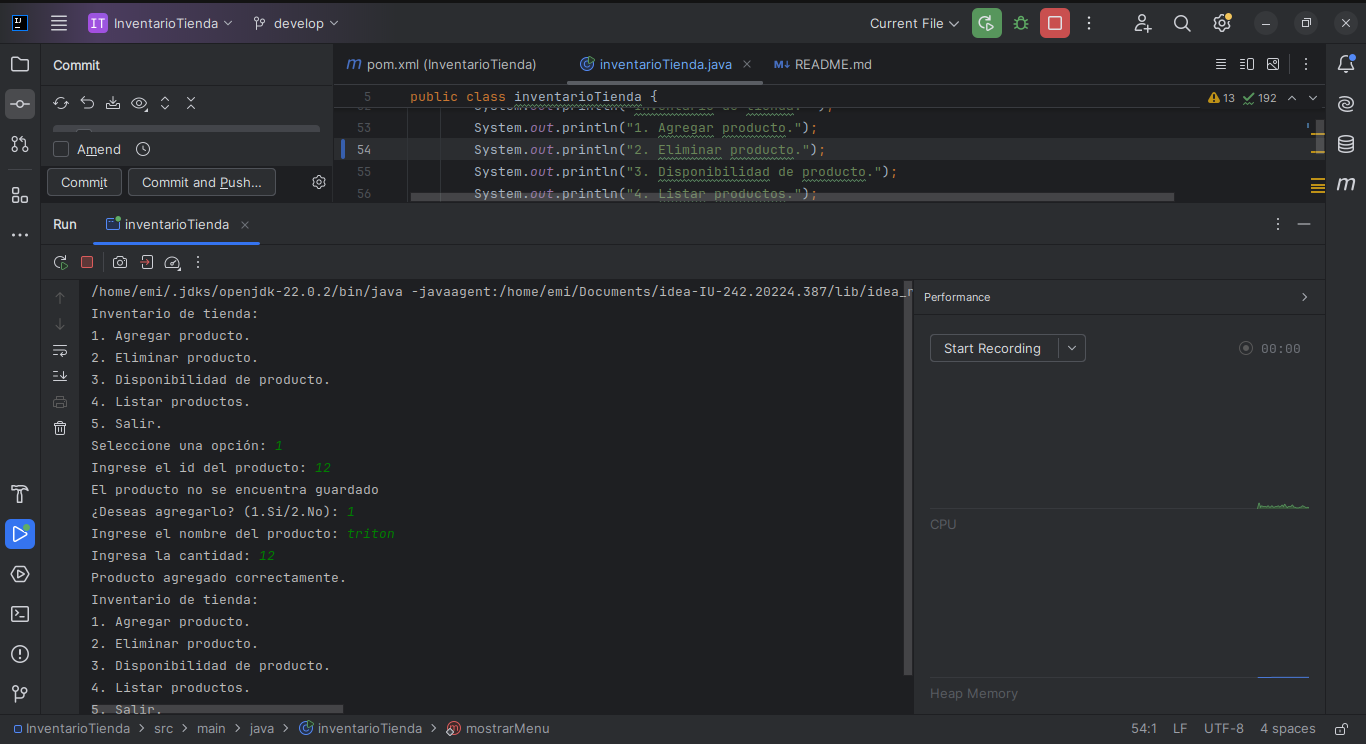 IT InventarioTienda develop Current File
Commit
Amend
Commit Commit and Push...
pom.xml (InventarioTienda) inventarioTienda.java README.md
5 public class inventarioTienda { 13 192
53 System.out.println("1. Agregar producto.");
54 System.out.println("2. Eliminar producto.");
55 System.out.println("3. Disponibilidad de producto.");
56 System.out.println("4. Listar productos.");
Run inventarioTienda
/home/emi/.jdks/openjdk-22.0.2/bin/java -javaagent:/home/emi/Documents/idea-IU-242.20224.387/lib/idea_r
Inventario de tienda:
1. Agregar producto.
2. Eliminar producto.
3. Disponibilidad de producto.
4. Listar productos.
5. Salir.
Seleccione una opción: 1
Ingrese el id del producto: 12
El producto no se encuentra guardado
¿Deseas agregarlo? (1.Si/2.No): 1
Ingrese el nombre del producto: triton
Ingresa la cantidad: 12
Producto agregado correctamente.
Inventario de tienda:
1. Agregar producto.
2. Eliminar producto.
3. Disponibilidad de producto.
4. Listar productos.
5. Salir.
Performance
Start Recording 00:00
CPU
Heap Memory
InventarioTienda > src > main > java > inventarioTienda > mostrarMenu 54:1 LF UTF-8 4 spaces